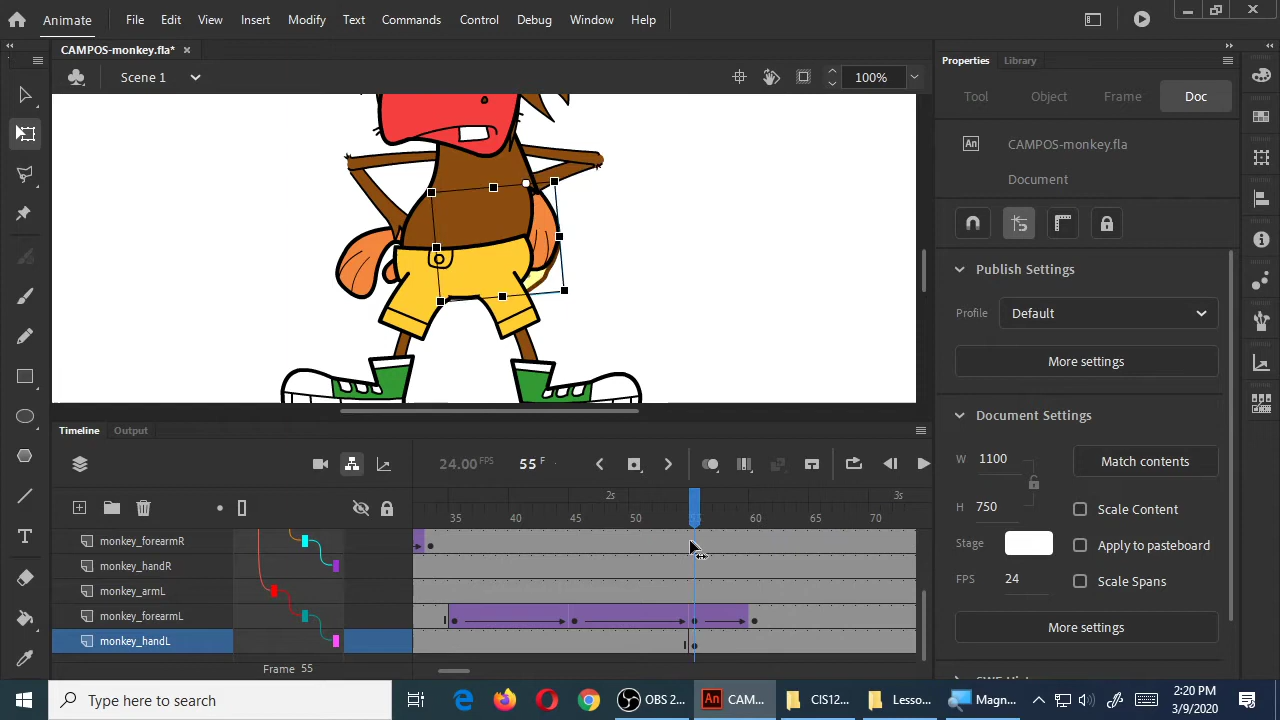 Animate File Edit View Insert Modify Text Commands Control Debug Window Help
CAMPOS-monkey.fla*
Scene 1
100%
Properties Library
Tool Object Frame Doc
An CAMPOS-monkey.fla
Document
Publish Settings
Profile Default
More settings
Document Settings
W 1100 Match contents
H 750 Scale Content
Stage Apply to pasteboard
FPS 24 Scale Spans
More settings
Timeline Output
24.00 FPS 55 F
2s 3s
35 40 45 50 55 60 65 70
monkey_forearmR
monkey_handR
monkey_armL
monkey_forearmL
monkey_handL
Frame 55
Type here to search
OBS 2...
An CAM...
CIS12...
Lesso...
Magn...
2:20 PM
3/9/2020